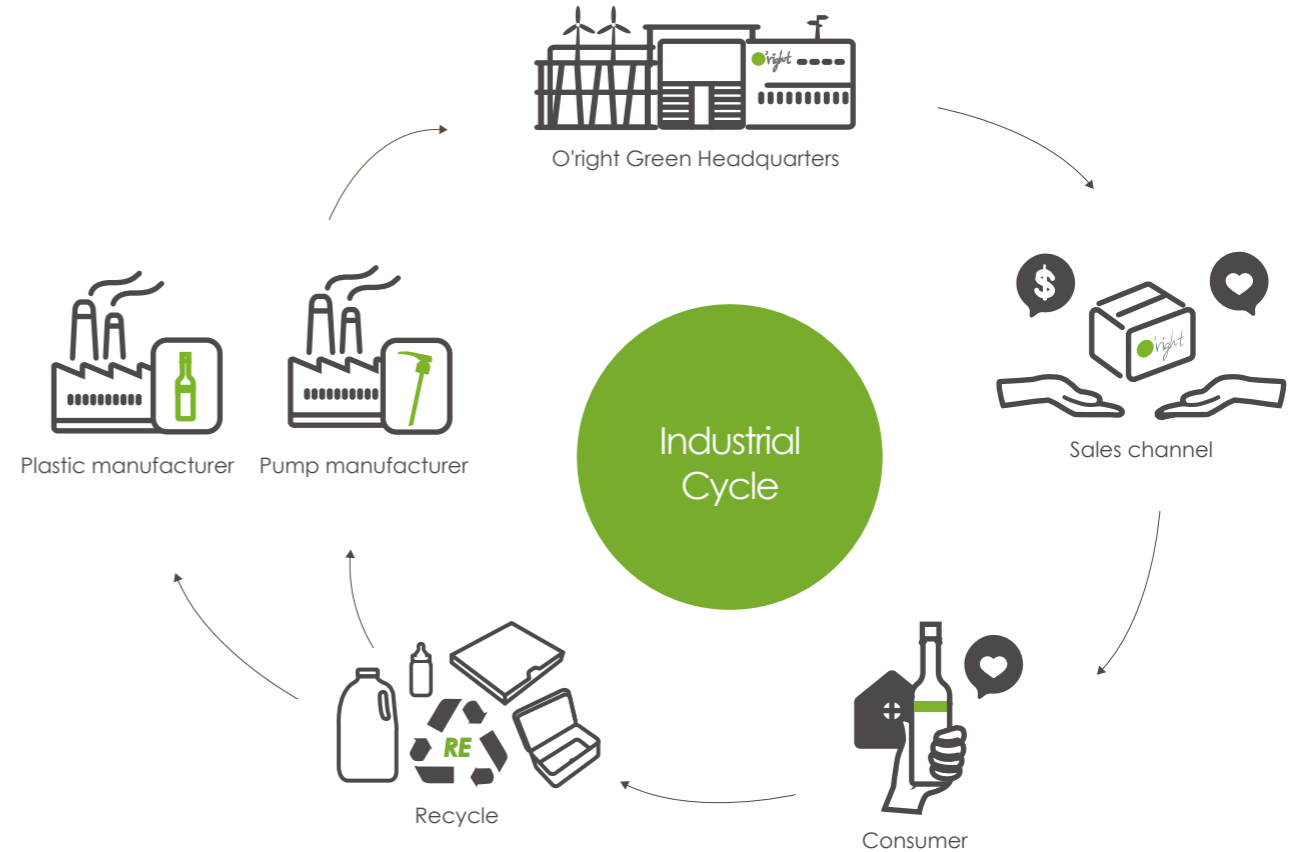 O'right
O'right Green Headquarters
$
O'right
Sales channel
Plastic manufacturer
Pump manufacturer
Industrial
Cycle
RE
Recycle
Consumer